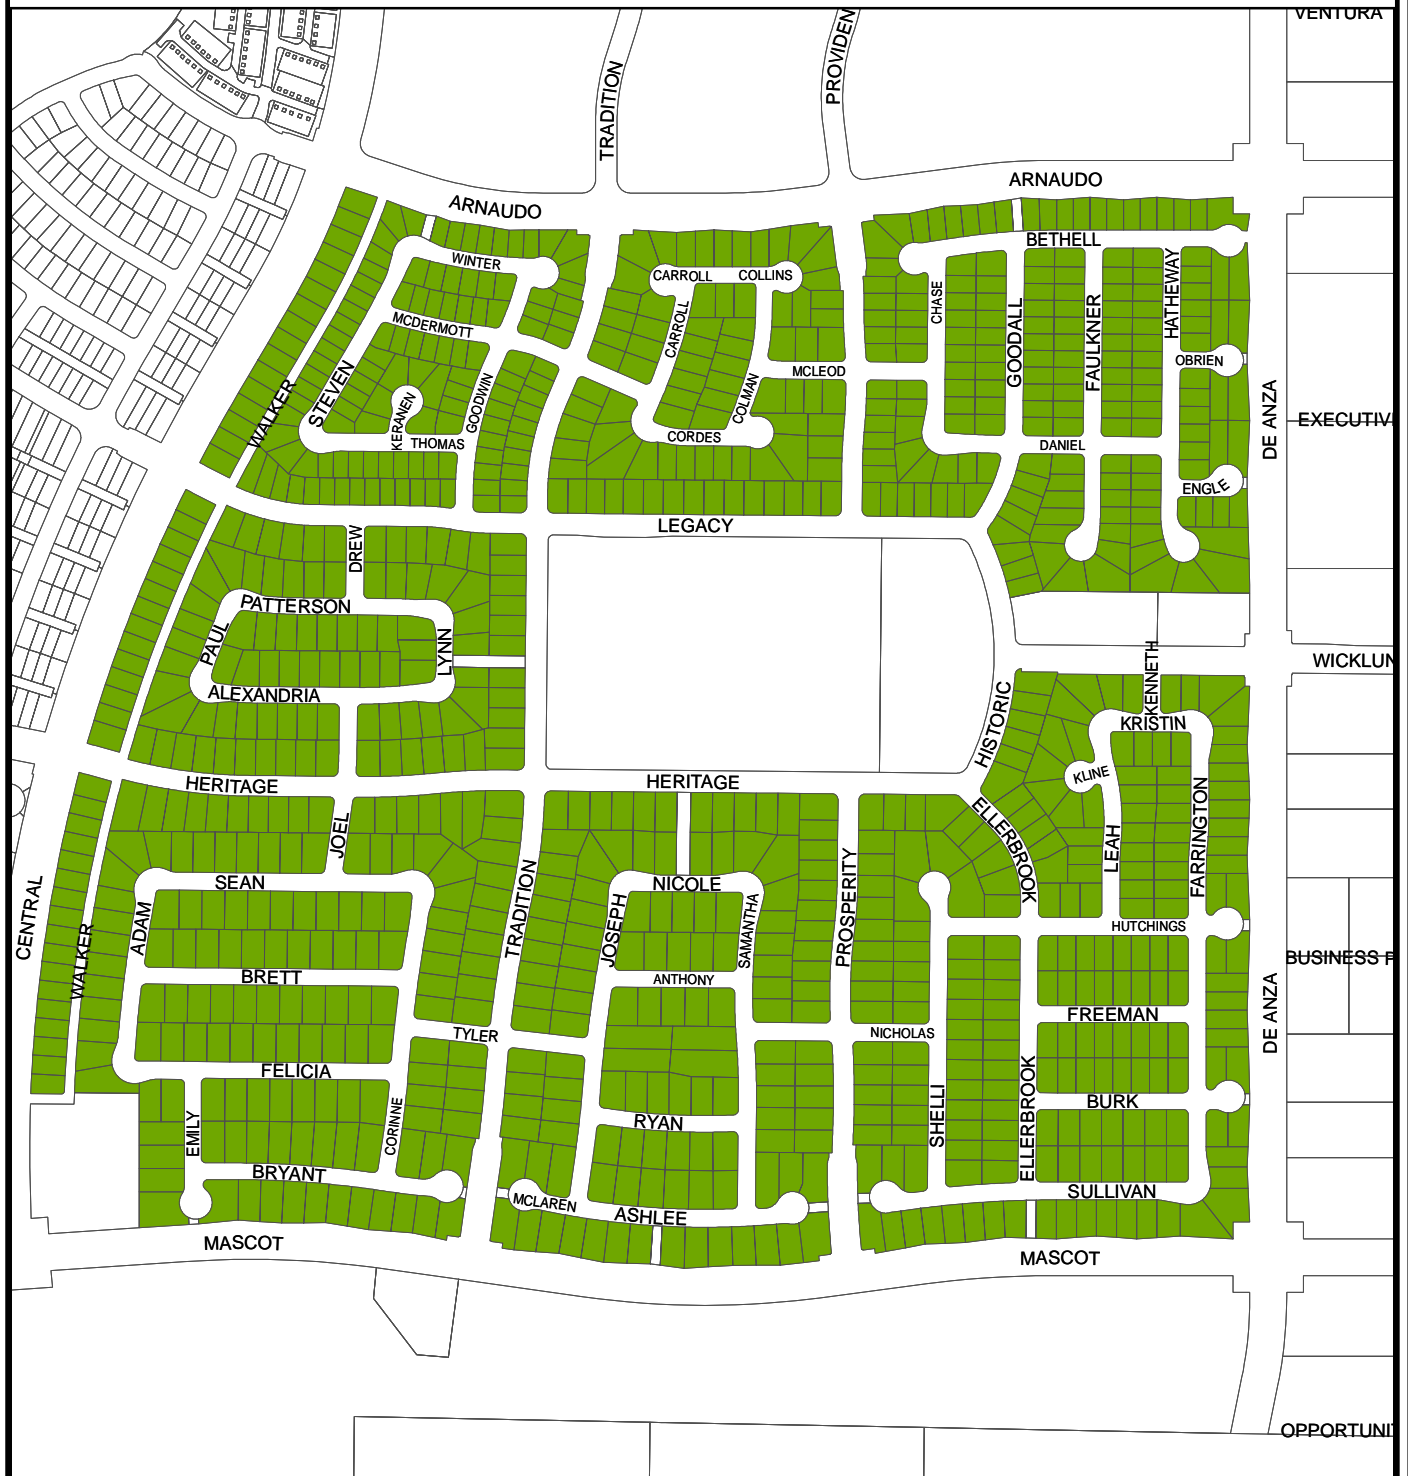 VENTURA
PROVIDEN
TRADITION
ARNAUDO
ARNAUDO
BETHELL
WINTER
CARROLL
COLLINS
HATHEWAY
CHASE
MCDERMOTT
CARROLL
GOODALL
FAULKNER
OBRIEN
MCLEOD
STEVEN
WALKER
GOODWIN
COLMAN
KERANEN
DE ANZA
EXECUTIVE
THOMAS
CORDES
DANIEL
ENGLE
LEGACY
DREW
PATTERSON
PAUL
LYNN
KENNETH
WICKLUN
ALEXANDRIA
HISTORIC
KRISTIN
KLINE
HERITAGE
HERITAGE
JOEL
ELLERBROOK
LEAH
FARRINGTON
SEAN
NICOLE
CENTRAL
WALKER
ADAM
TRADITION
JOSEPH
SAMANTHA
PROSPERITY
HUTCHINGS
BUSINESS P
BRETT
ANTHONY
FREEMAN
DE ANZA
TYLER
NICHOLAS
FELICIA
EMILY
CORINNE
RYAN
SHELLI
ELLERBROOK
BURK
BRYANT
MCLAREN
ASHLEE
SULLIVAN
MASCOT
MASCOT
OPPORTUNIT